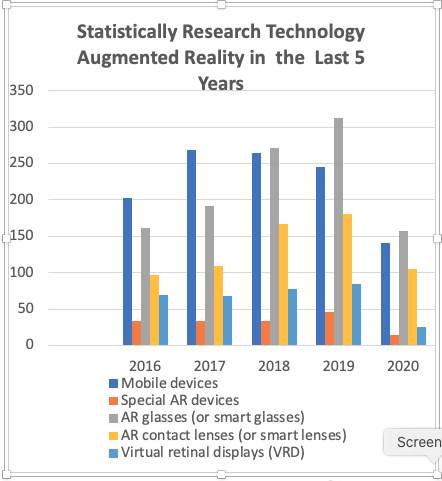 Statistically Research Technology
Augmented Reality in the Last 5
Years
350
300
250
200
150
100
50
0
2016 2017 2018 2019 2020
Mobile devices
Special AR devices
AR glasses (or smart glasses)
AR contact lenses (or smart lenses)
Virtual retinal displays (VRD)
Screen